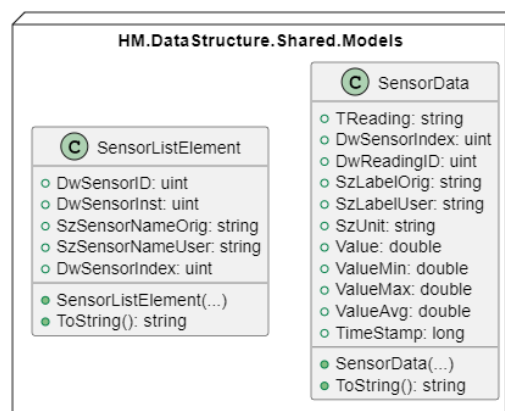 HM.DataStructure.Shared.Models
C SensorListElement
DwSensorID: uint
DwSensorInst: uint
SzSensorNameOrig: string
SzSensorNameUser: string
DwSensorIndex: uint
SensorListElement(...)
ToString(): string
C SensorData
TReading: string
DwSensorIndex: uint
DwReadingID: uint
SzLabelOrig: string
SzLabelUser: string
SzUnit: string
Value: double
ValueMin: double
ValueMax: double
ValueAvg: double
TimeStamp: long
SensorData(...)
ToString(): string